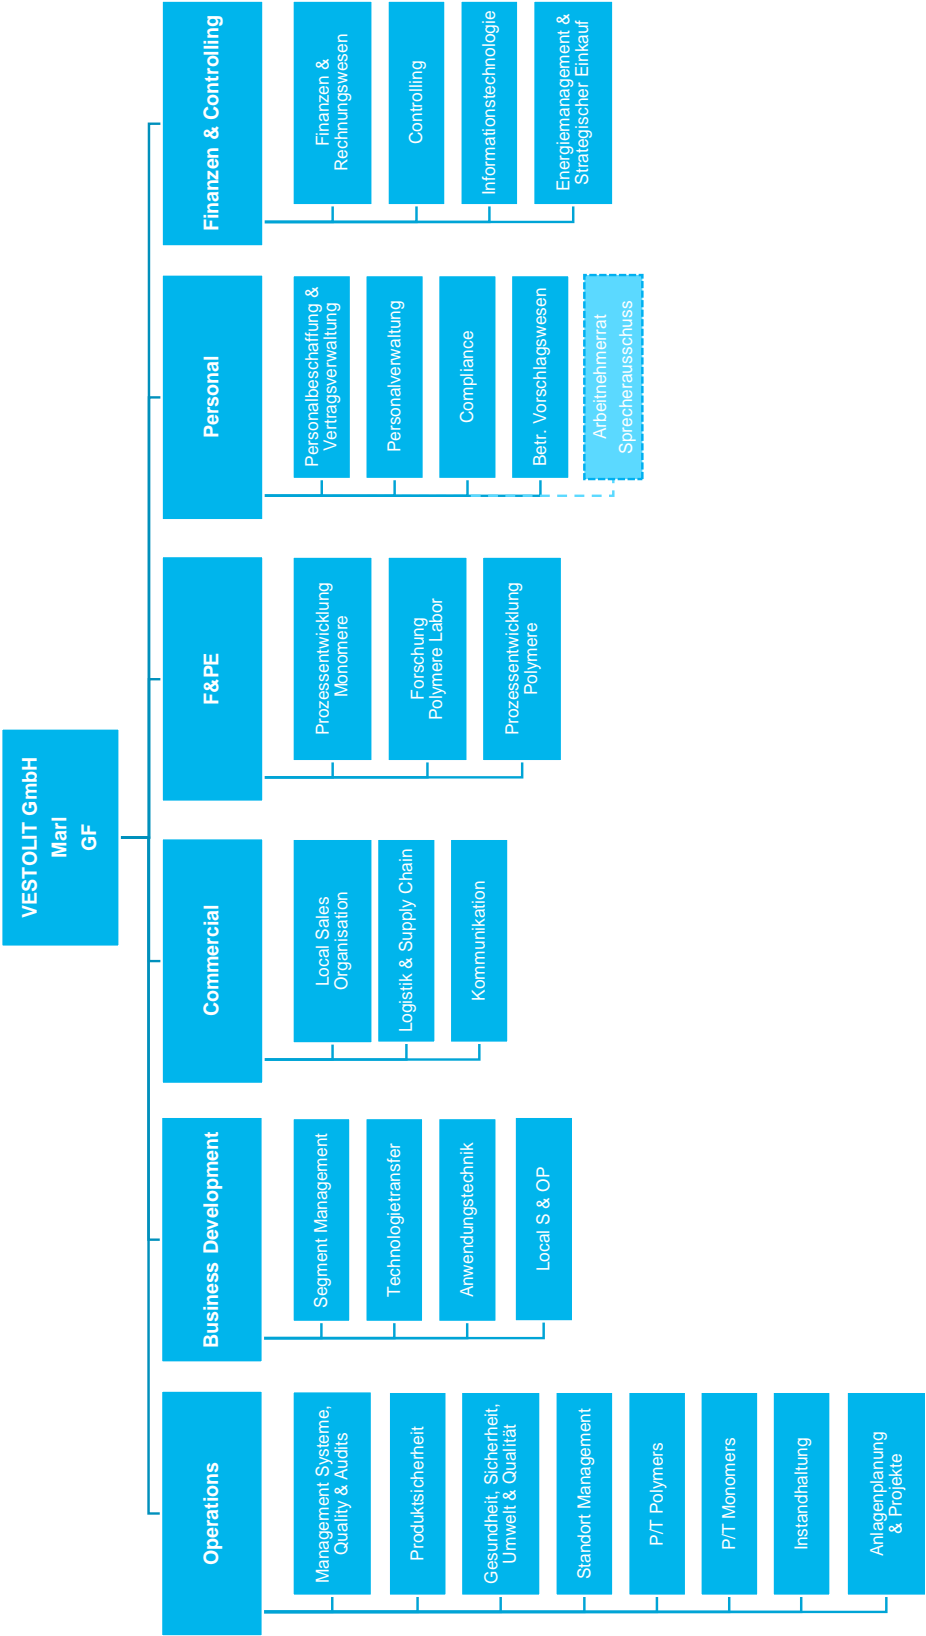 VESTOLIT GmbH
Marl
GF
Operations
Management Systeme,
Quality & Audits
Produktsicherheit
Gesundheit, Sicherheit,
Umwelt & Qualität
Standort Management
P/T Polymers
P/T Monomers
Instandhaltung
Anlagenplanung
& Projekte
Business Development
Segment Management
Technologietransfer
Anwendungstechnik
Local S & OP
Commercial
Local Sales
Organisation
Logistik & Supply Chain
Kommunikation
F&PE
Prozessentwicklung
Monomere
Forschung
Polymere Labor
Prozessentwicklung
Polymere
Personal
Personalbeschaffung &
Vertragsverwaltung
Personalverwaltung
Compliance
Betr. Vorschlagswesen
Arbeitnehmerrat
Sprecherausschuss
Finanzen & Controlling
Finanzen &
Rechnungswesen
Controlling
Informationstechnologie
Energiemanagement &
Strategischer Einkauf